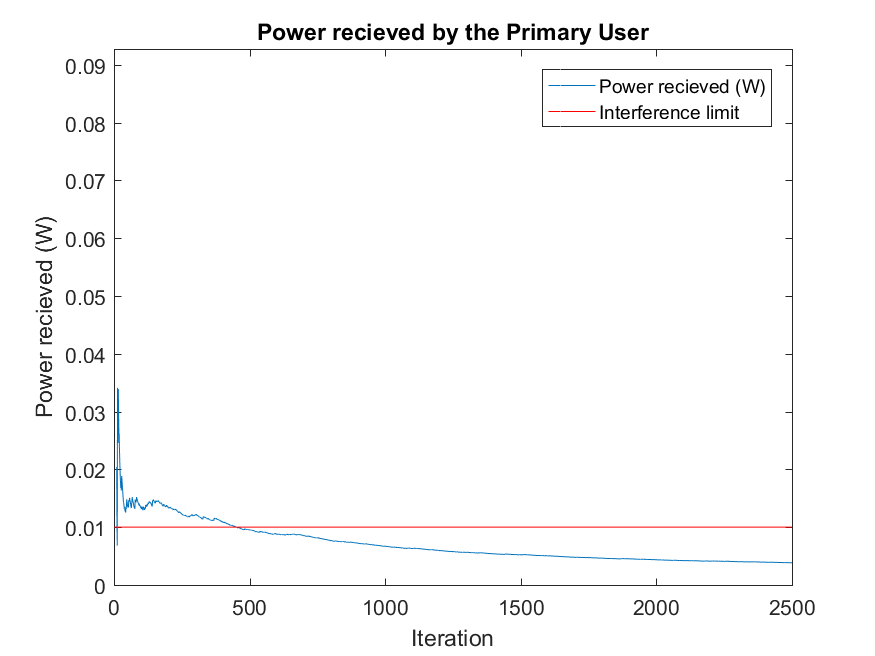 Power recieved by the Primary User
0.09
0.08
0.07
0.06
0.05
0.04
0.03
0.02
0.01
0
Power recieved (W)
Power recieved (W)
Interference limit
0 500 1000 1500 2000 2500
Iteration